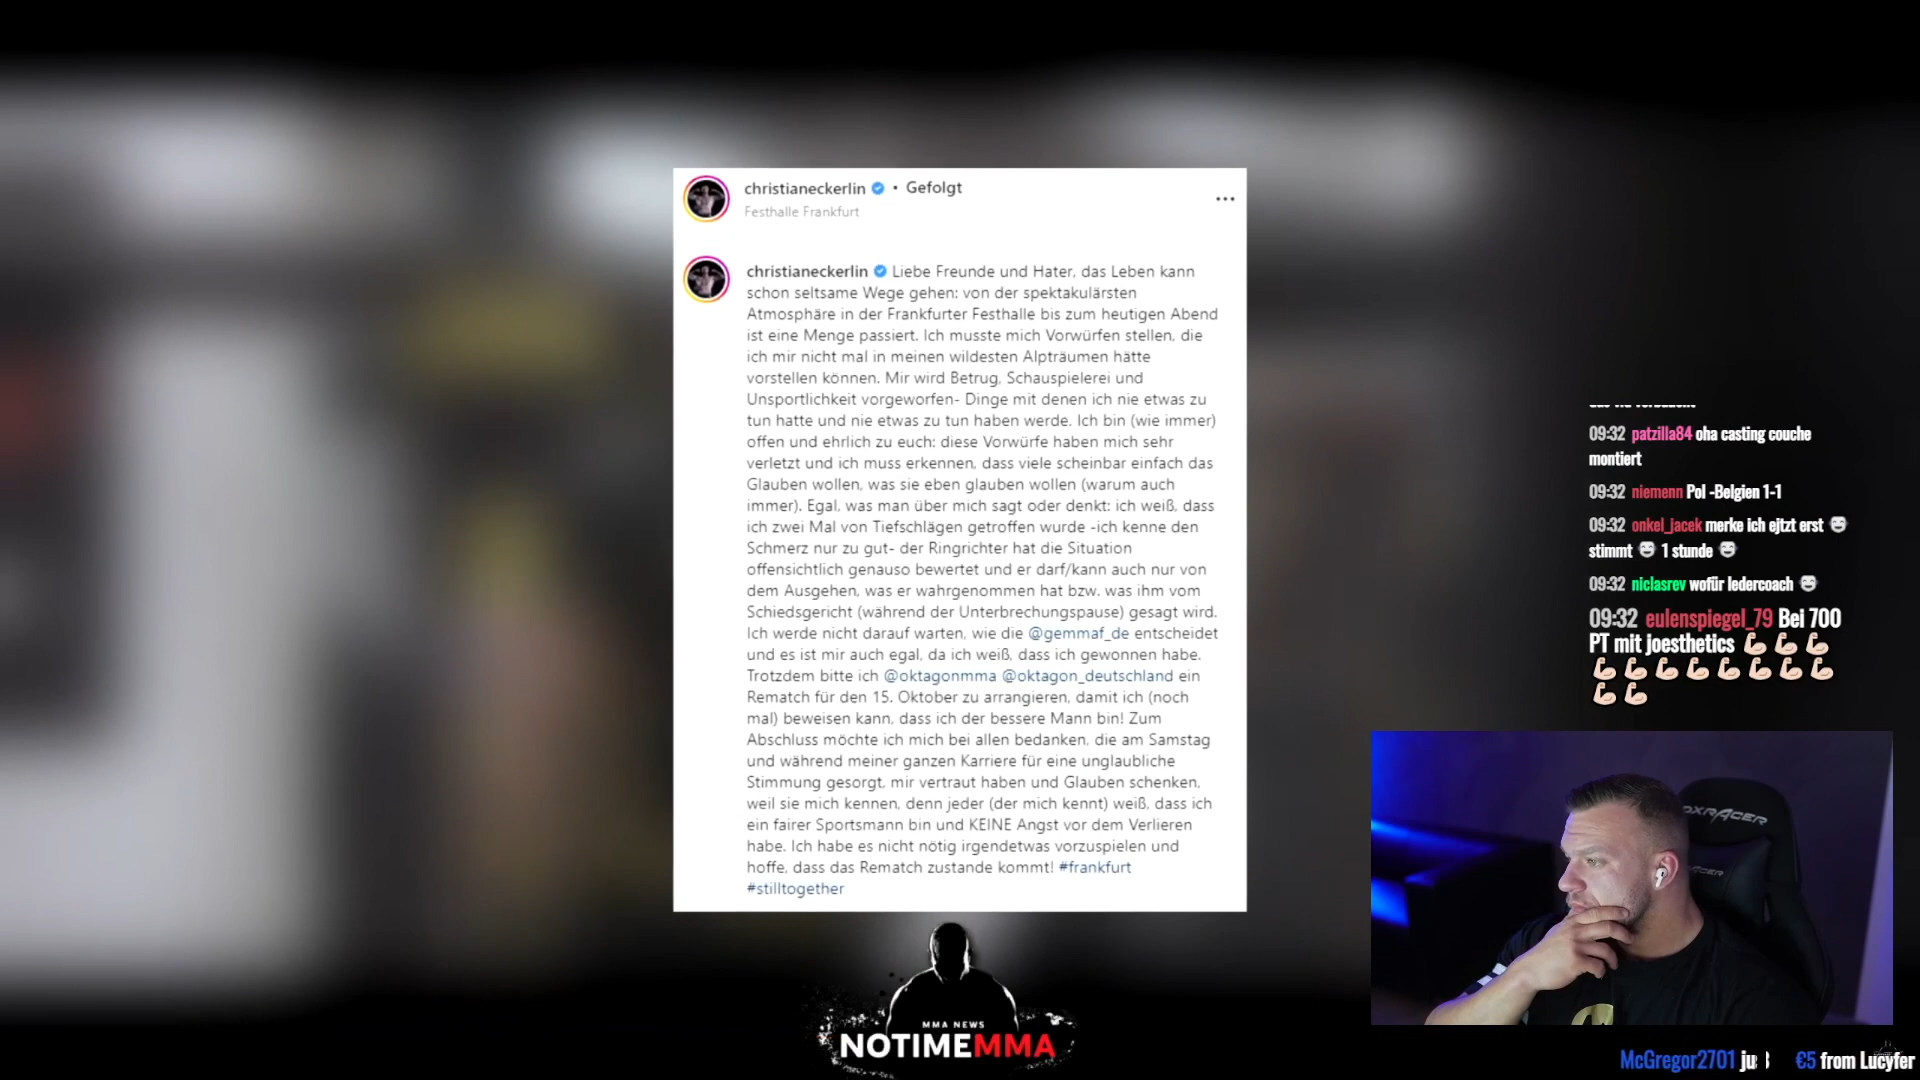 christianeckerlin • Gefolgt
Festhalle Frankfurt
christianeckerlin Liebe Freunde und Hater, das Leben kann
schon seltsame Wege gehen: von der spektakulärsten
Atmosphäre in der Frankfurter Festhalle bis zum heutigen Abend
ist eine Menge passiert. Ich musste mich Vorwürfen stellen, die
ich mir nicht mal in meinen wildesten Alpträumen hätte
vorstellen können. Mir wird Betrug, Schauspielerei und
Unsportlichkeit vorgeworfen- Dinge mit denen ich nie etwas zu
tun hatte und nie etwas zu tun haben werde. Ich bin (wie immer)
offen und ehrlich zu euch: diese Vorwürfe haben mich sehr
verletzt und ich muss erkennen, dass viele scheinbar einfach das
Glauben wollen, was sie eben glauben wollen (warum auch
immer). Egal, was man über mich sagt oder denkt: ich weiß, dass
ich zwei Mal von Tiefschlägen getroffen wurde -ich kenne den
Schmerz nur zu gut- der Ringrichter hat die Situation
offensichtlich genauso bewertet und er darf/kann auch nur von
dem Ausgehen, was er wahrgenommen hat bzw. was ihm vom
Schiedsgericht (während der Unterbrechungspause) gesagt wird.
Ich werde nicht darauf warten, wie die @gemmaf_de entscheidet
und es ist mir auch egal, da ich weiß, dass ich gewonnen habe.
Trotzdem bitte ich @oktagonmma @oktagon_deutschland ein
Rematch für den 15. Oktober zu arrangieren, damit ich (noch
mal) beweisen kann, dass ich der bessere Mann bin! Zum
Abschluss möchte ich mich bei allen bedanken, die am Samstag
und während meiner ganzen Karriere für eine unglaubliche
Stimmung gesorgt, mir vertraut haben und Glauben schenken,
weil sie mich kennen, denn jeder (der mich kennt) weiß, dass ich
ein fairer Sportsmann bin und KEINE Angst vor dem Verlieren
habe. Ich habe es nicht nötig irgendetwas vorzuspielen und
hoffe, dass das Rematch zustande kommt! #frankfurt
#stilltogether
MMA NEWS
NOTIMEMMA
09:32 patzilla84 oha casting couche
montiert
09:32 niemenn Pol -Belgien 1-1
09:32 onkel_jacek merke ich ejtzt erst
stimmt 1 stunde
09:32 niclasrev wofür ledercoach
09:32 eulenspiegel_79 Bei 700
PT mit joesthetics 💪🏻💪🏻💪🏻
💪🏻💪🏻💪🏻💪🏻💪🏻💪🏻💪🏻💪🏻
💪🏻💪🏻
DXRACER
McGregor2701 €5 from Lucyfer